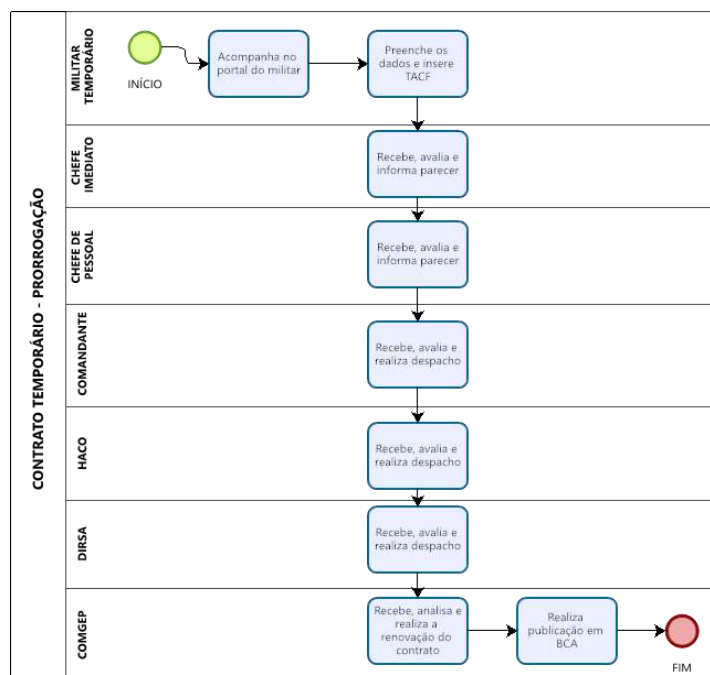 CONTRATO TEMPORÁRIO - PRORROGAÇÃO
MILITAR
TEMPORÁRIO
INÍCIO
Acompanha no
portal do militar
Preenche os
dados e insere
TACF
CHEFE
IMEDIATO
Recebe, avalia e
informa parecer
CHEFE DE
PESSOAL
Recebe, avalia e
informa parecer
COMANDANTE
Recebe, avalia e
realiza despacho
HACO
Recebe, avalia e
realiza despacho
DIRSA
Recebe, avalia e
realiza despacho
COMGEP
Recebe, analisa e
realiza a
renovação do
contrato
Realiza
publicação em
BCA
FIM